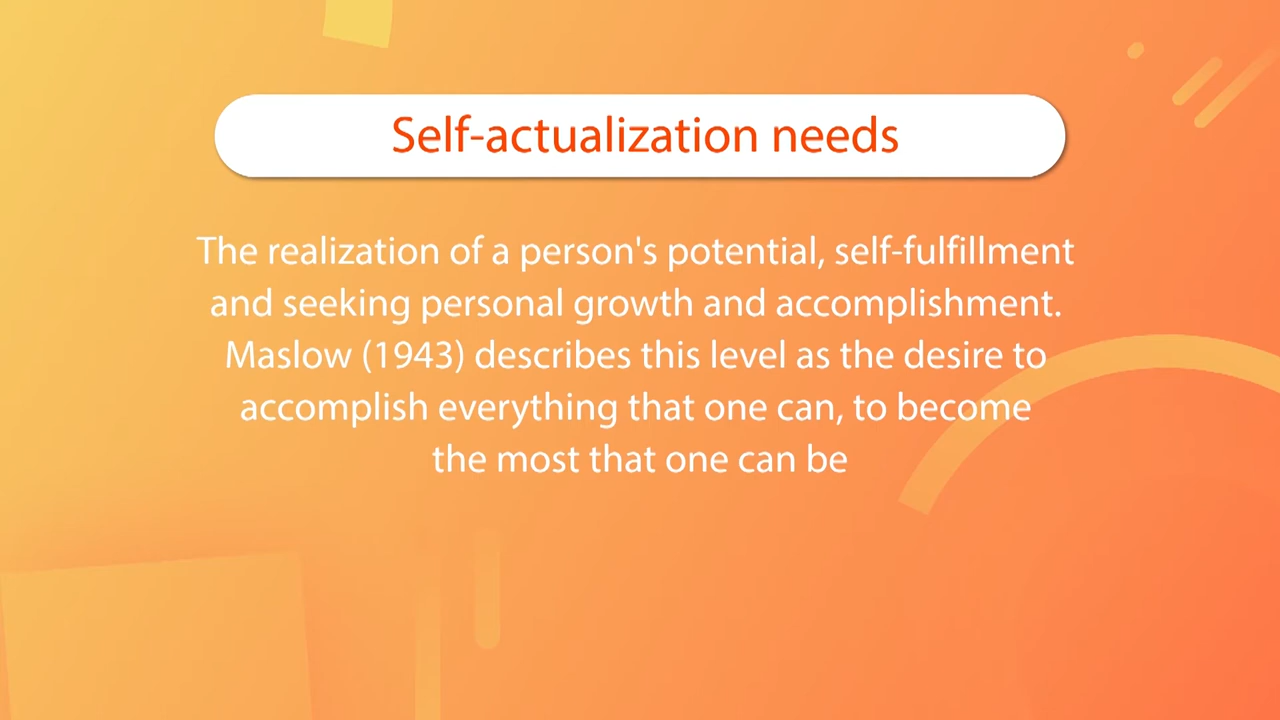 Self-actualization needs
The realization of a person's potential, self-fulfillment
and seeking personal growth and accomplishment.
Maslow (1943) describes this level as the desire to
accomplish everything that one can, to become
the most that one can be